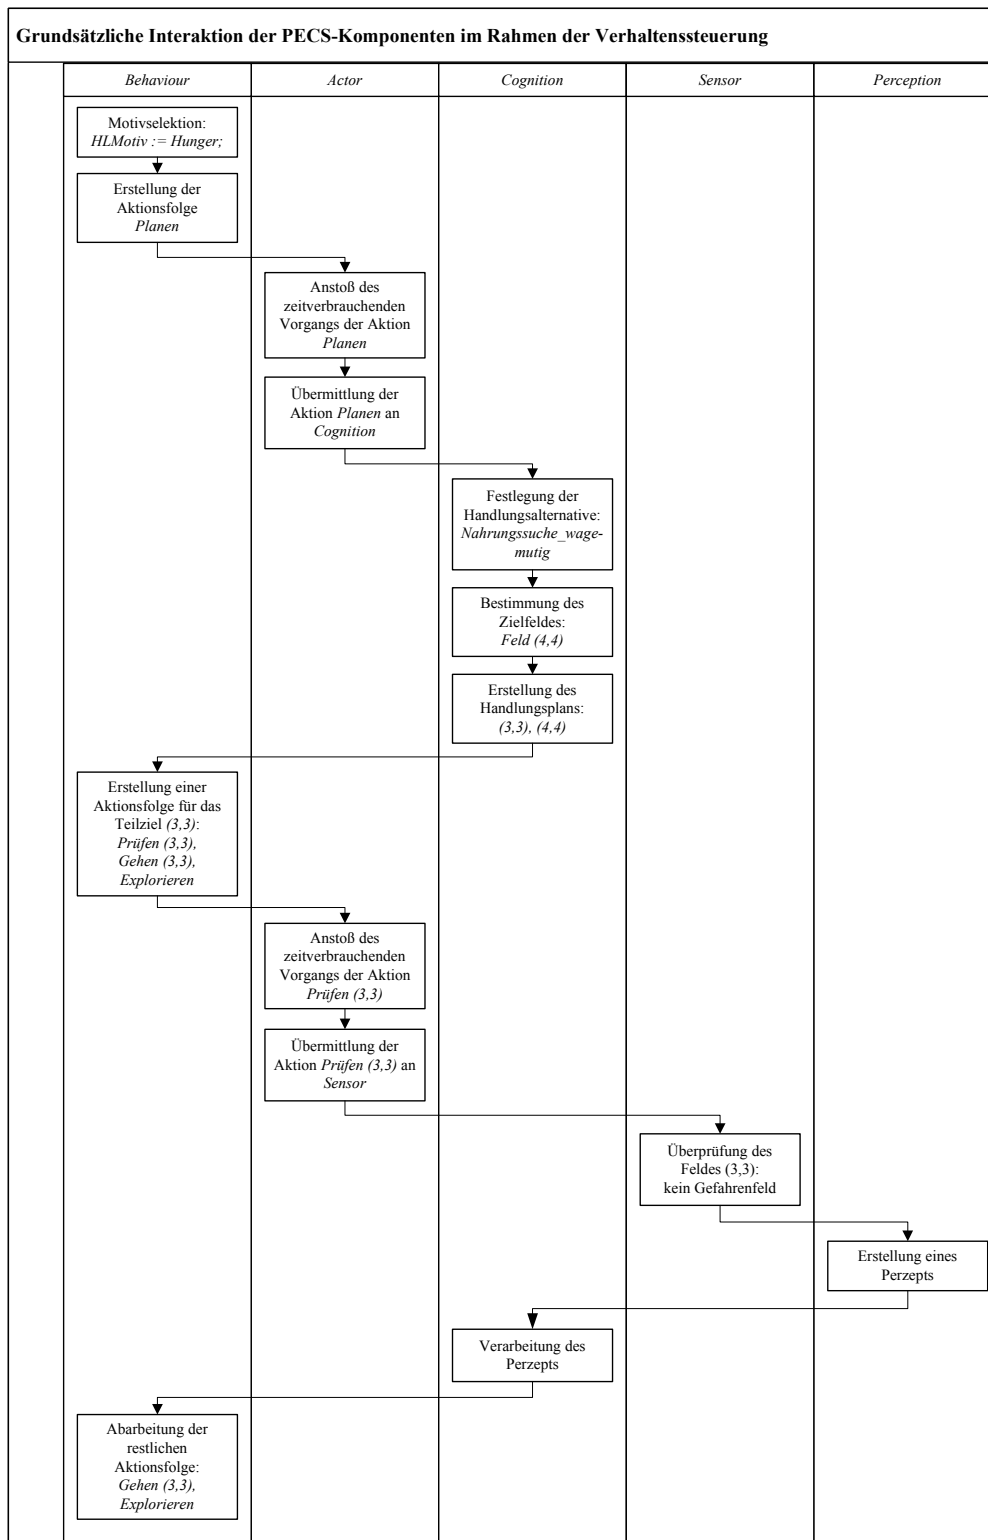 Grundsätzliche Interaktion der PECS-Komponenten im Rahmen der Verhaltenssteuerung
Behaviour
Actor
Cognition
Sensor
Perception
Motivselektion:
HLMotiv := Hunger;
Erstellung der
Aktionsfolge
Planen
Anstoß des
zeitverbrauchenden
Vorgangs der Aktion
Planen
Übermittlung der
Aktion Planen an
Cognition
Festlegung der
Handlungsalternative:
Nahrungssuche_wage-
mutig
Bestimmung des
Zielfeldes:
Feld (4,4)
Erstellung des
Handlungsplans:
(3,3), (4,4)
Erstellung einer
Aktionsfolge für das
Teilziel (3,3):
Prüfen (3,3),
Gehen (3,3),
Explorieren
Anstoß des
zeitverbrauchenden
Vorgangs der Aktion
Prüfen (3,3)
Übermittlung der
Aktion Prüfen (3,3) an
Sensor
Überprüfung des
Feldes (3,3):
kein Gefahrenfeld
Erstellung eines
Perzepts
Verarbeitung des
Perzepts
Abarbeitung der
restlichen
Aktionsfolge:
Gehen (3,3),
Explorieren